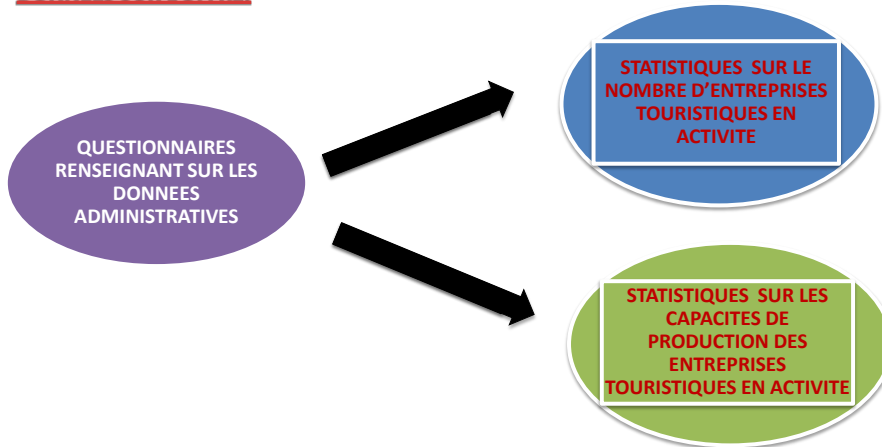 QUESTIONNAIRES
RENSEIGNANT SUR LES
DONNEES
ADMINISTRATIVES
STATISTIQUES SUR LE
NOMBRE D'ENTREPRISES
TOURISTIQUES EN
ACTIVITE
STATISTIQUES SUR LES
CAPACITES DE
PRODUCTION DES
ENTREPRISES
TOURISTIQUES EN ACTIVITE